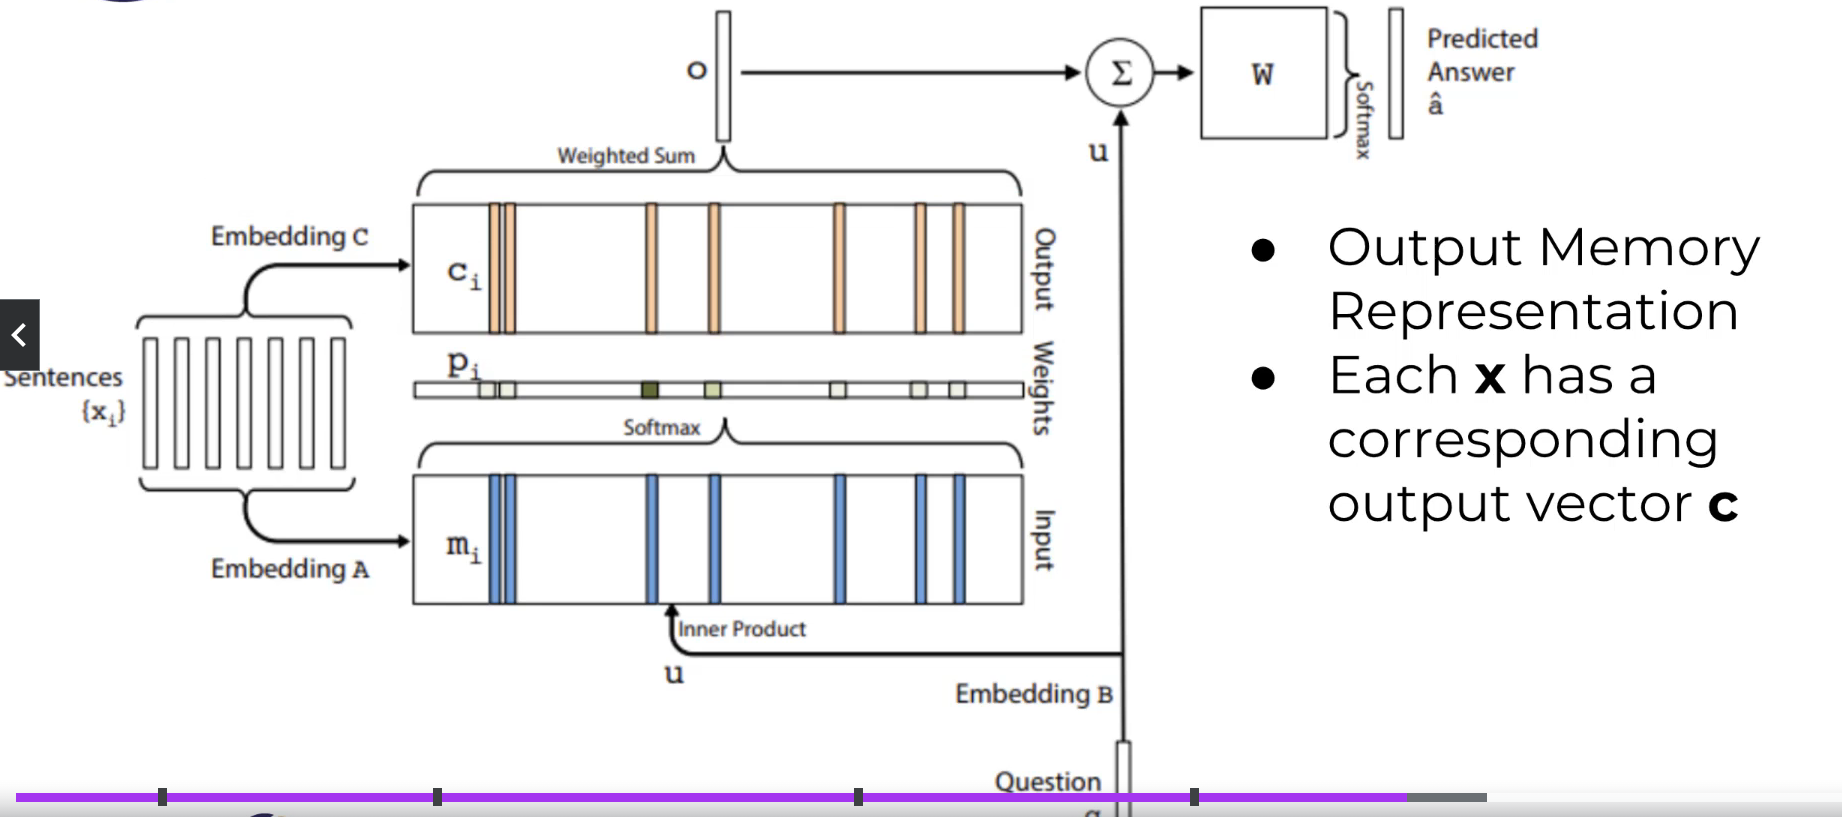 o
Σ
W
Softmax
Predicted
Answer
â
u
Weighted Sum
Embedding C
c_i
Output
p_i
Weights
Sentences
{x_i}
Softmax
m_i
Input
Embedding A
Inner Product
u
Embedding B
Question
● Output Memory
Representation
● Each x has a
corresponding
output vector c